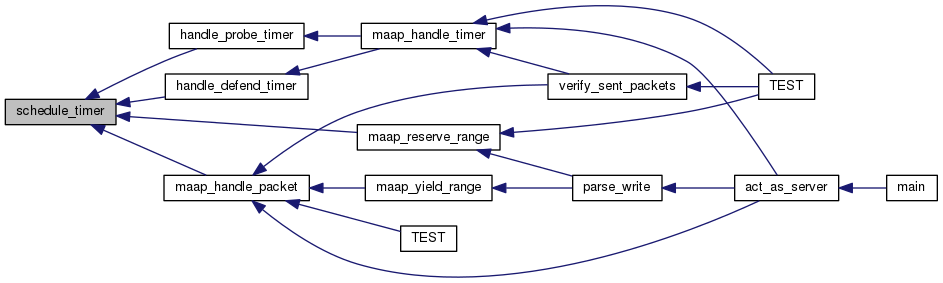 handle_probe_timer
maap_handle_timer
handle_defend_timer
verify_sent_packets
TEST
schedule_timer
maap_reserve_range
maap_handle_packet
maap_yield_range
parse_write
act_as_server
main
TEST